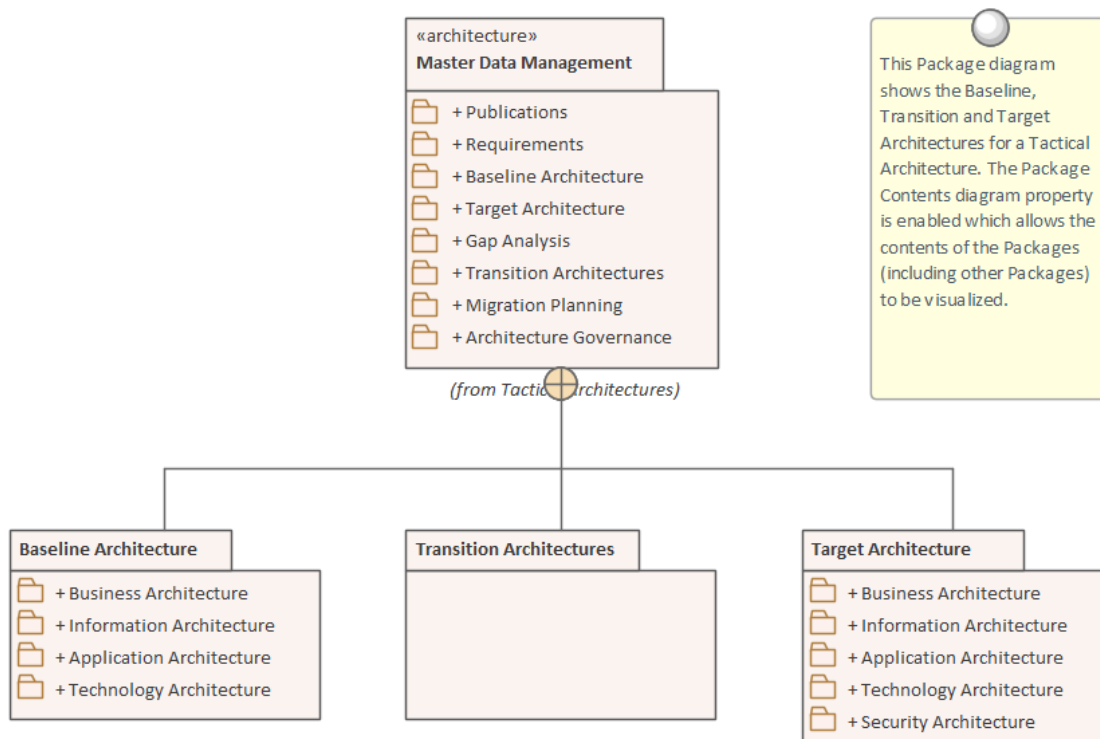 «architecture»
Master Data Management
+ Publications
+ Requirements
+ Baseline Architecture
+ Target Architecture
+ Gap Analysis
+ Transition Architectures
+ Migration Planning
+ Architecture Governance
(from Tactical Architectures)
This Package diagram
shows the Baseline,
Transition and Target
Architectures for a Tactical
Architecture. The Package
Contents diagram property
is enabled which allows the
contents of the Packages
(including other Packages)
to be visualized.
Baseline Architecture
+ Business Architecture
+ Information Architecture
+ Application Architecture
+ Technology Architecture
Transition Architectures
Target Architecture
+ Business Architecture
+ Information Architecture
+ Application Architecture
+ Technology Architecture
+ Security Architecture